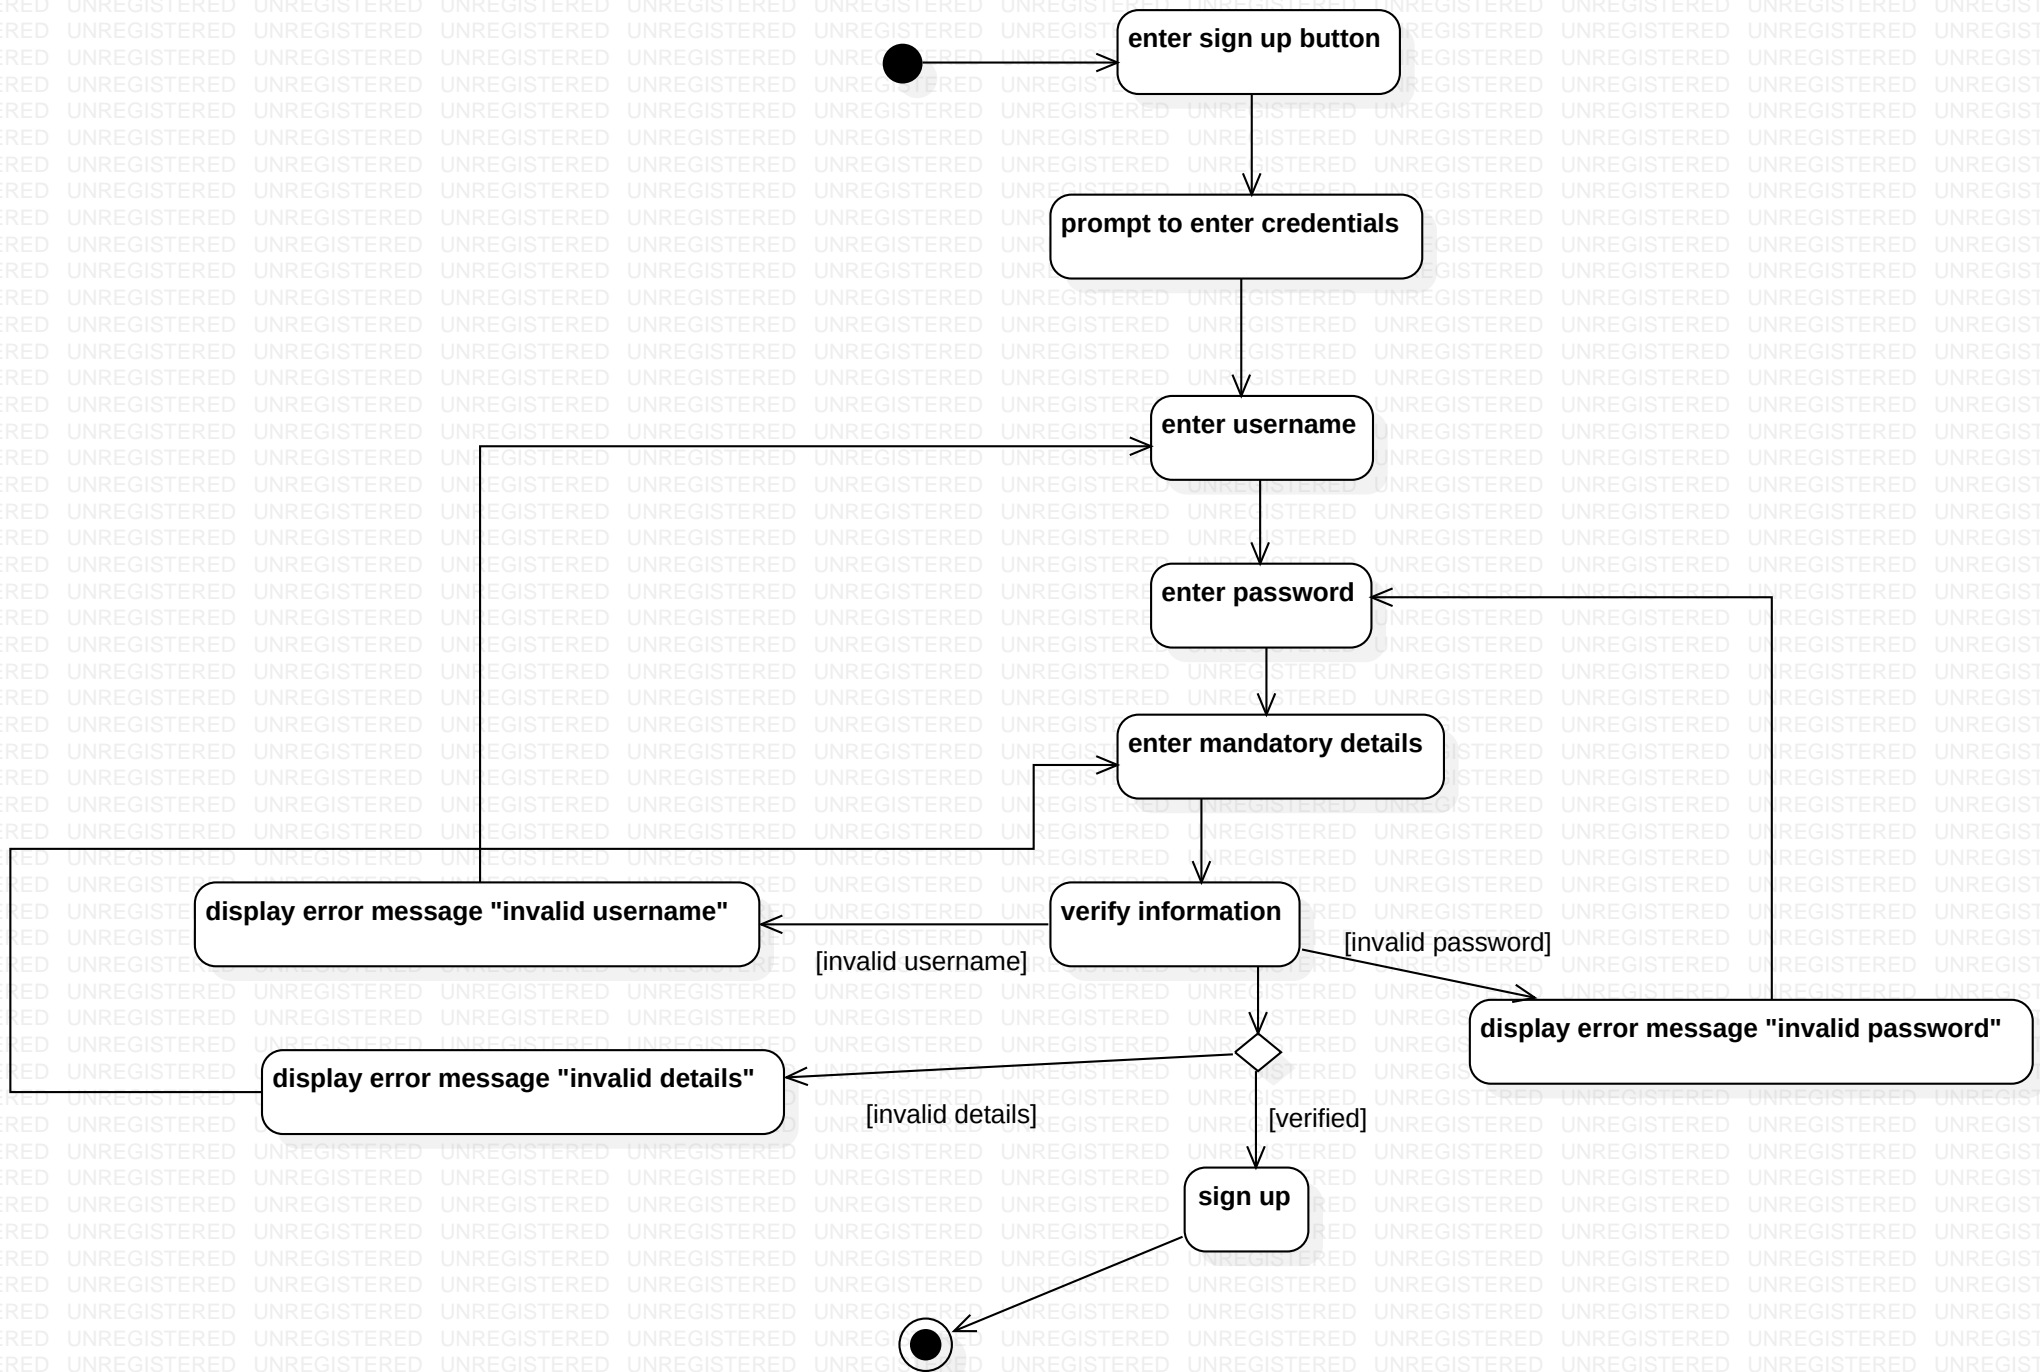 enter sign up button
prompt to enter credentials
enter username
enter password
enter mandatory details
display error message "invalid username"
verify information
[invalid password]
[invalid username]
display error message "invalid password"
display error message "invalid details"
[invalid details]
[verified]
sign up
UNREGISTERED